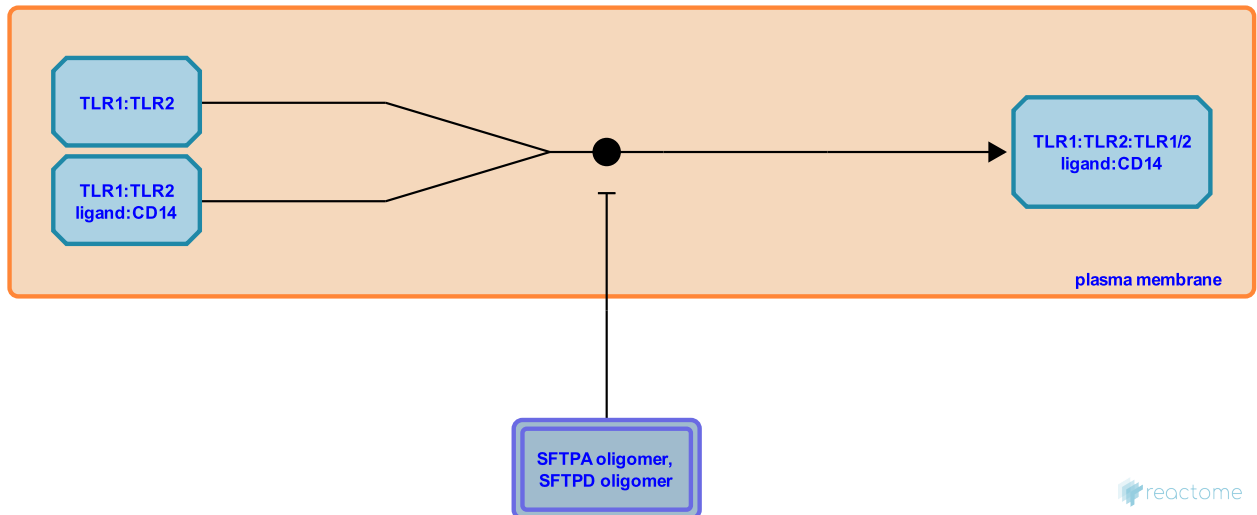 TLR1:TLR2
TLR1:TLR2
ligand:CD14
TLR1:TLR2:TLR1/2
ligand:CD14
plasma membrane
SFTPA oligomer,
SFTPD oligomer
reactome